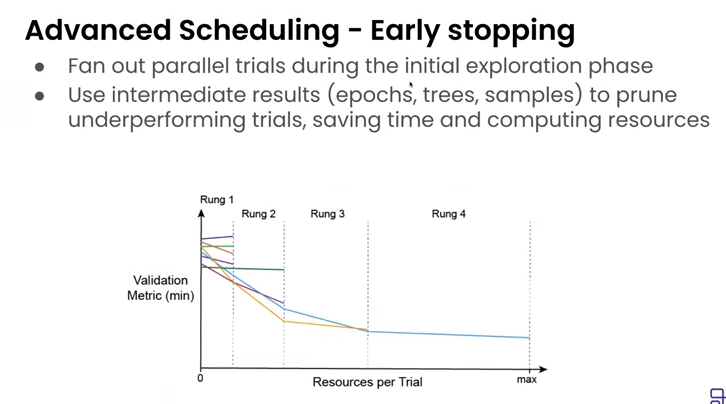 Advanced Scheduling - Early stopping
● Fan out parallel trials during the initial exploration phase
● Use intermediate results (epochs, trees, samples) to prune
underperforming trials, saving time and computing resources
Rung 1
Rung 2
Rung 3
Rung 4
Validation
Metric (min)
0
Resources per Trial
max